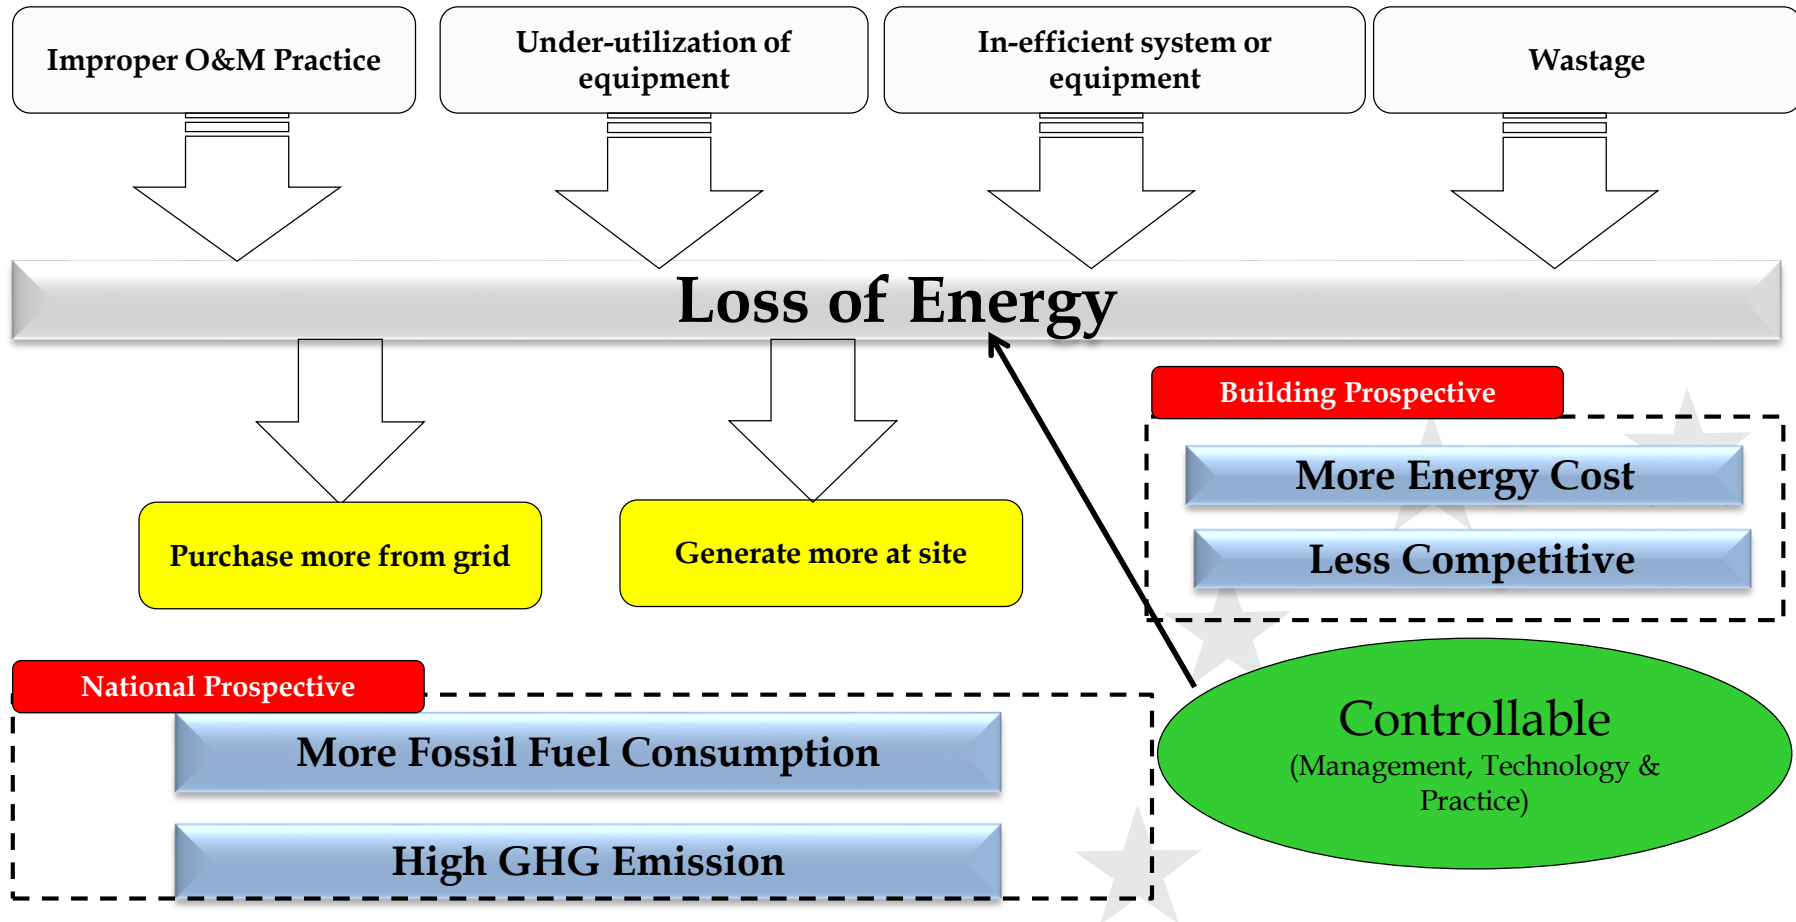 Improper O&M Practice
Under-utilization of
equipment
In-efficient system or
equipment
Wastage
Loss of Energy
Building Prospective
More Energy Cost
Less Competitive
Purchase more from grid
Generate more at site
National Prospective
More Fossil Fuel Consumption
High GHG Emission
Controllable
(Management, Technology &
Practice)